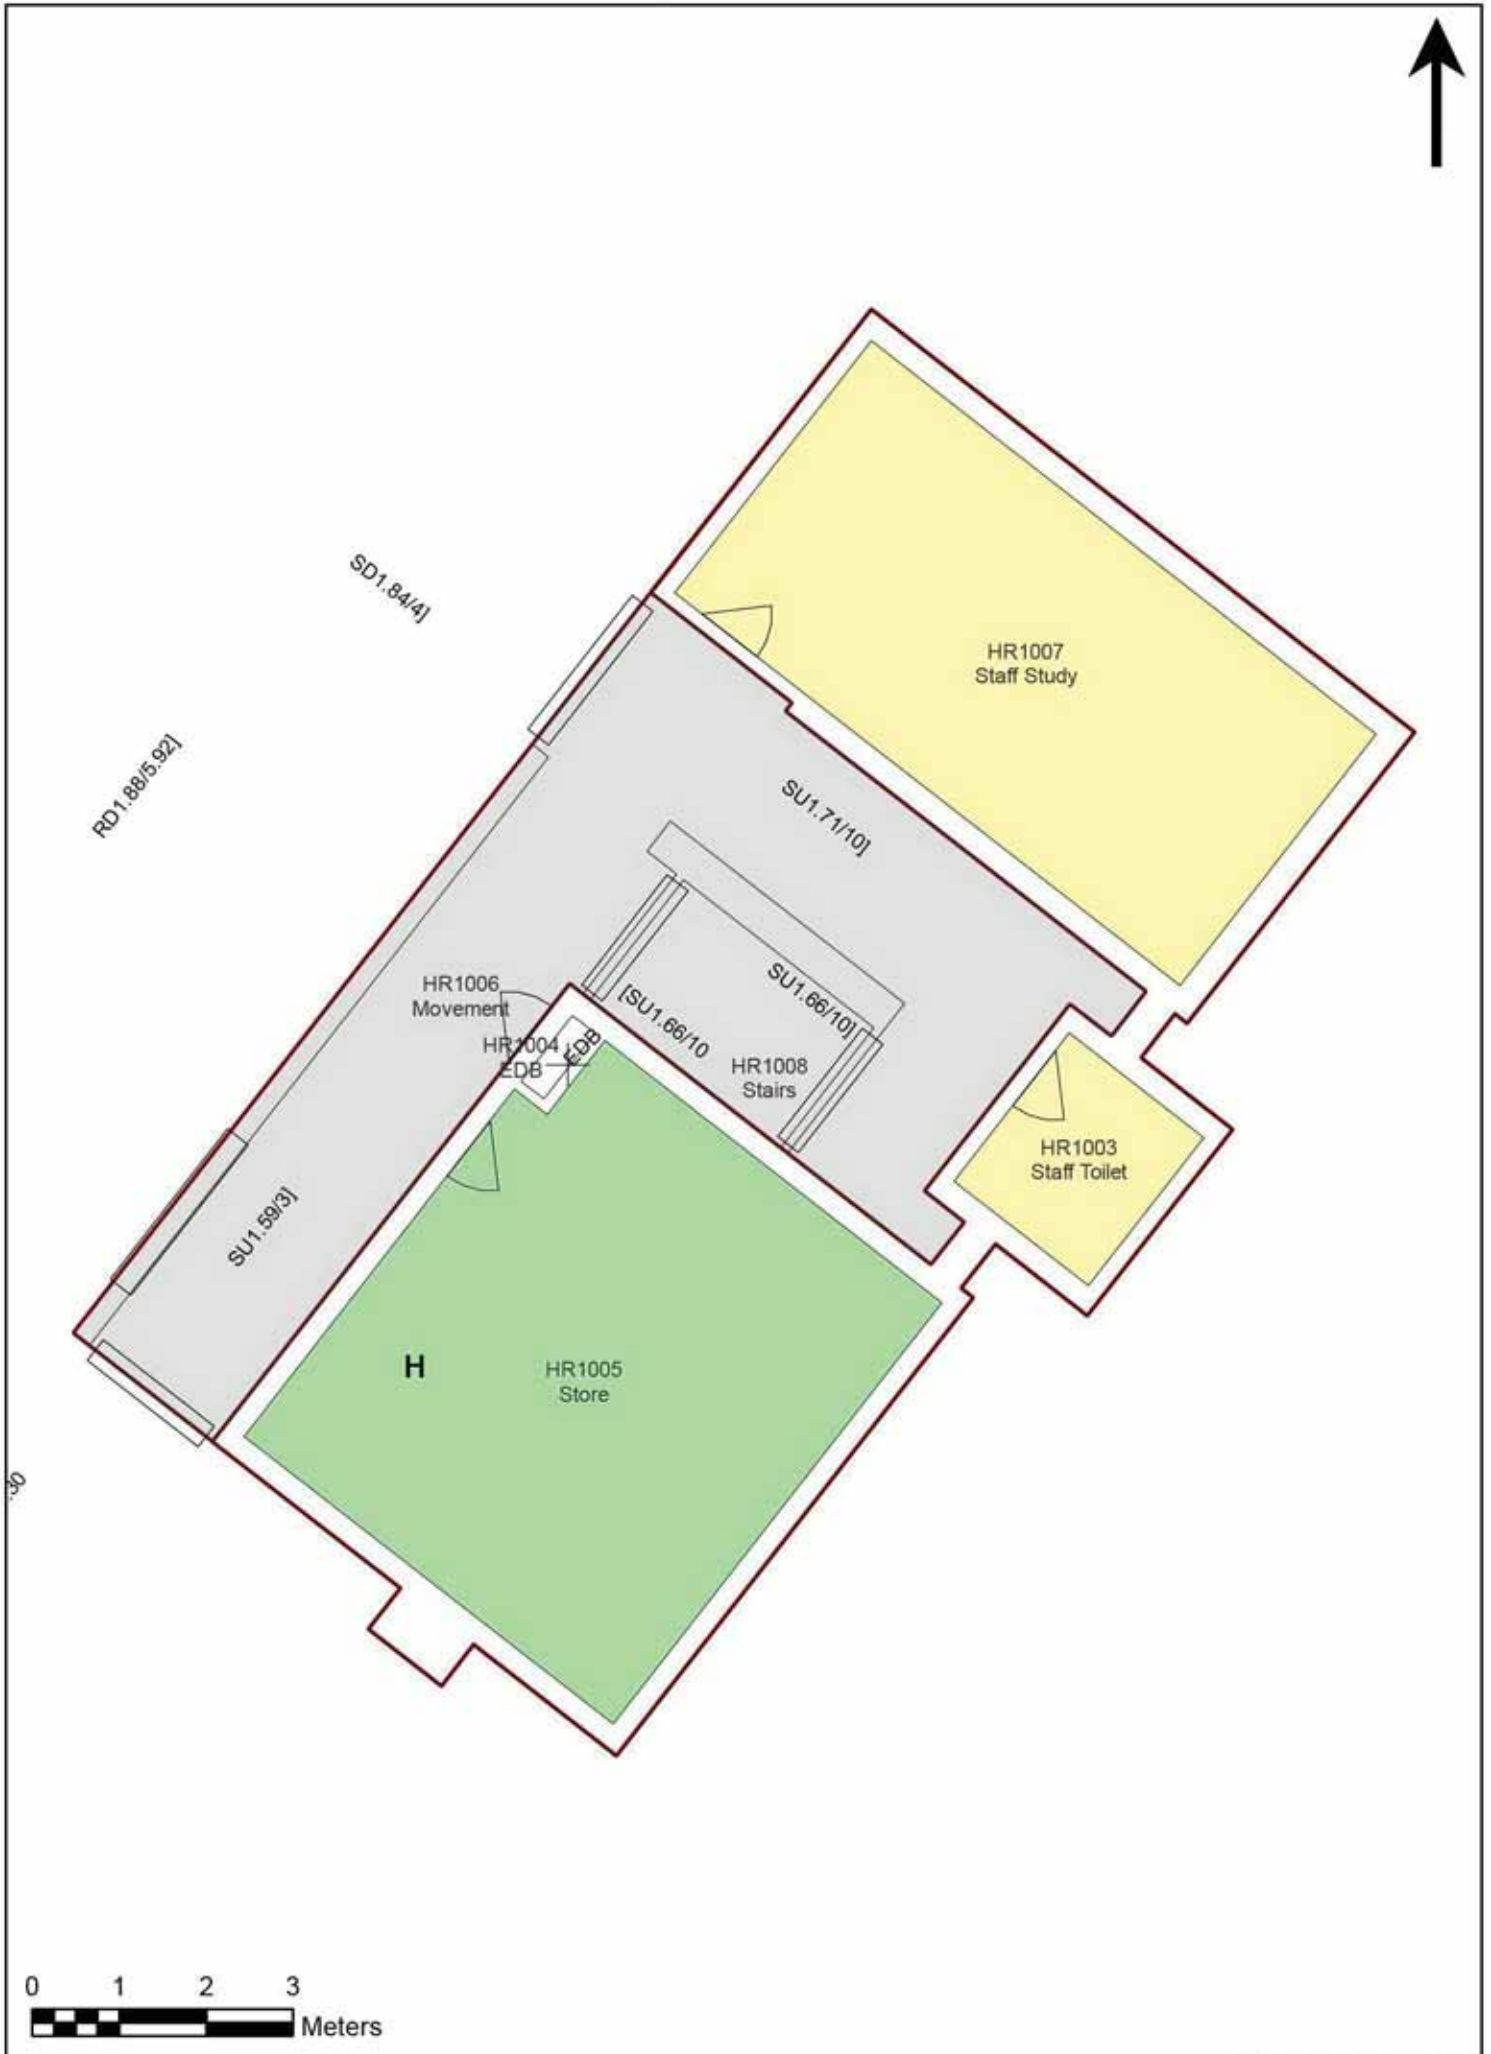 SD1.84/4]
HR1007
Staff Study
RD1.88/5.92]
SU1.71/10]
HR1006
Movement
SU1.66/10]
[SU1.66/10
HR1004
EDB
EDB
HR1008
Stairs
HR1003
Staff Toilet
SU1.59/3]
H
HR1005
Store
.30
0 1 2 3
Meters